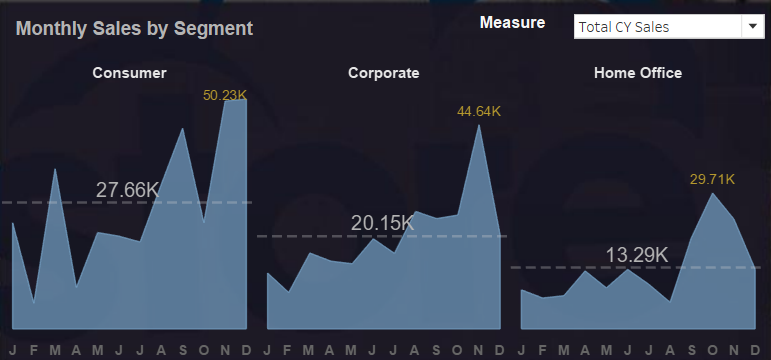 Monthly Sales by Segment
Measure
Total CY Sales
Consumer
Corporate
Home Office
50.23K
44.64K
29.71K
27.66K
20.15K
13.29K
J F M A M J J A S O N D
J F M A M J J A S O N D
J F M A M J J A S O N D